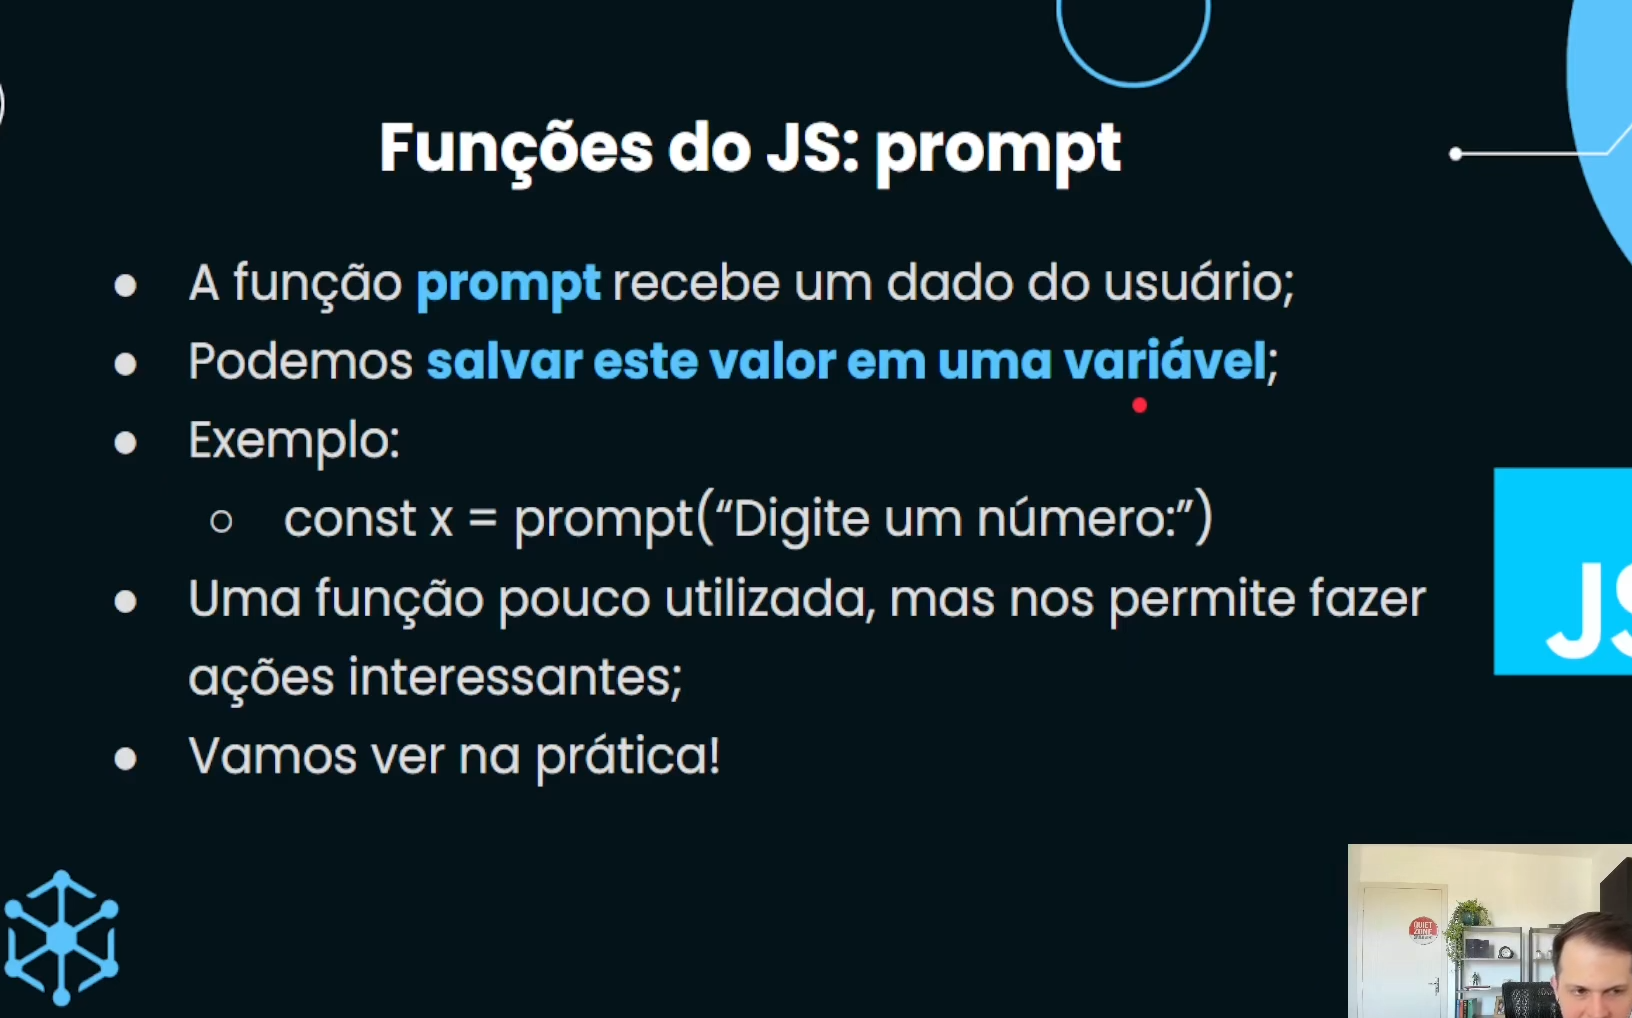 Funções do JS: prompt
● A função prompt recebe um dado do usuário;
● Podemos salvar este valor em uma variável;
● Exemplo:
○ const x = prompt(“Digite um número:”)
● Uma função pouco utilizada, mas nos permite fazer
ações interessantes;
● Vamos ver na prática!
JS
QUIET
ZONE